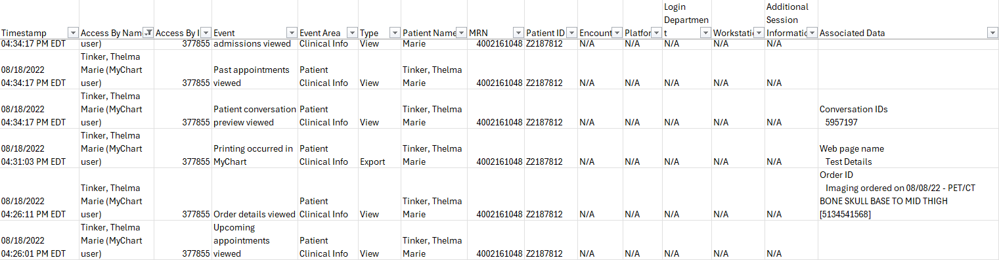 Login
Departmen
t
Additional
Session
Informatic
Timestamp Access By Nam Access By I Event Event Area Type Patient Name MRN Patient ID Encount Platfor Workstatic Associated Data
04:34:17 PM EDT user) 377855 admissions viewed Clinical Info View Marie 4002161048 Z2187812 N/A N/A N/A N/A N/A
Tinker, Thelma
08/18/2022 Marie (MyChart Past appointments Patient Tinker, Thelma
04:34:17 PM EDT user) 377855 viewed Clinical Info View Marie 4002161048 Z2187812 N/A N/A N/A N/A N/A
Tinker, Thelma
08/18/2022 Marie (MyChart Patient conversation Patient Tinker, Thelma Conversation IDs
04:34:17 PM EDT user) 377855 preview viewed Clinical Info View Marie 4002161048 Z2187812 N/A N/A N/A N/A N/A 5957197
Tinker, Thelma
08/18/2022 Marie (MyChart Printing occurred in Patient Tinker, Thelma Web page name
04:31:03 PM EDT user) 377855 MyChart Clinical Info Export Marie 4002161048 Z2187812 N/A N/A N/A N/A N/A Test Details
Order ID
Tinker, Thelma Imaging ordered on 08/08/22 - PET/CT
08/18/2022 Marie (MyChart Patient Tinker, Thelma BONE SKULL BASE TO MID THIGH
04:26:11 PM EDT user) 377855 Order details viewed Clinical Info View Marie 4002161048 Z2187812 N/A N/A N/A N/A N/A [5134541568]
Tinker, Thelma Upcoming
08/18/2022 Marie (MyChart appointments Patient Tinker, Thelma
04:26:01 PM EDT user) 377855 viewed Clinical Info View Marie 4002161048 Z2187812 N/A N/A N/A N/A N/A